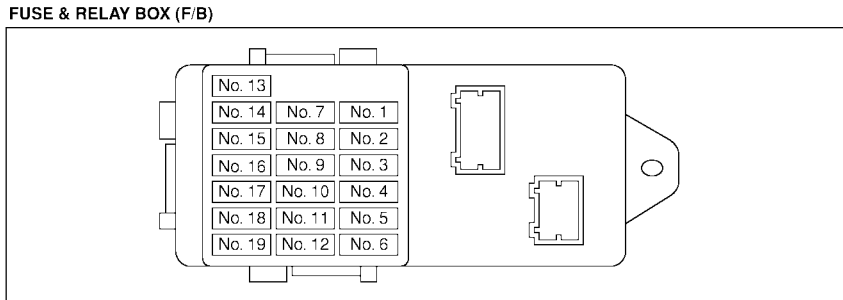 FUSE & RELAY BOX (F/B)
No. 13
No. 14 No. 7 No. 1
No. 15 No. 8 No. 2
No. 16 No. 9 No. 3
No. 17 No. 10 No. 4
No. 18 No. 11 No. 5
No. 19 No. 12 No. 6